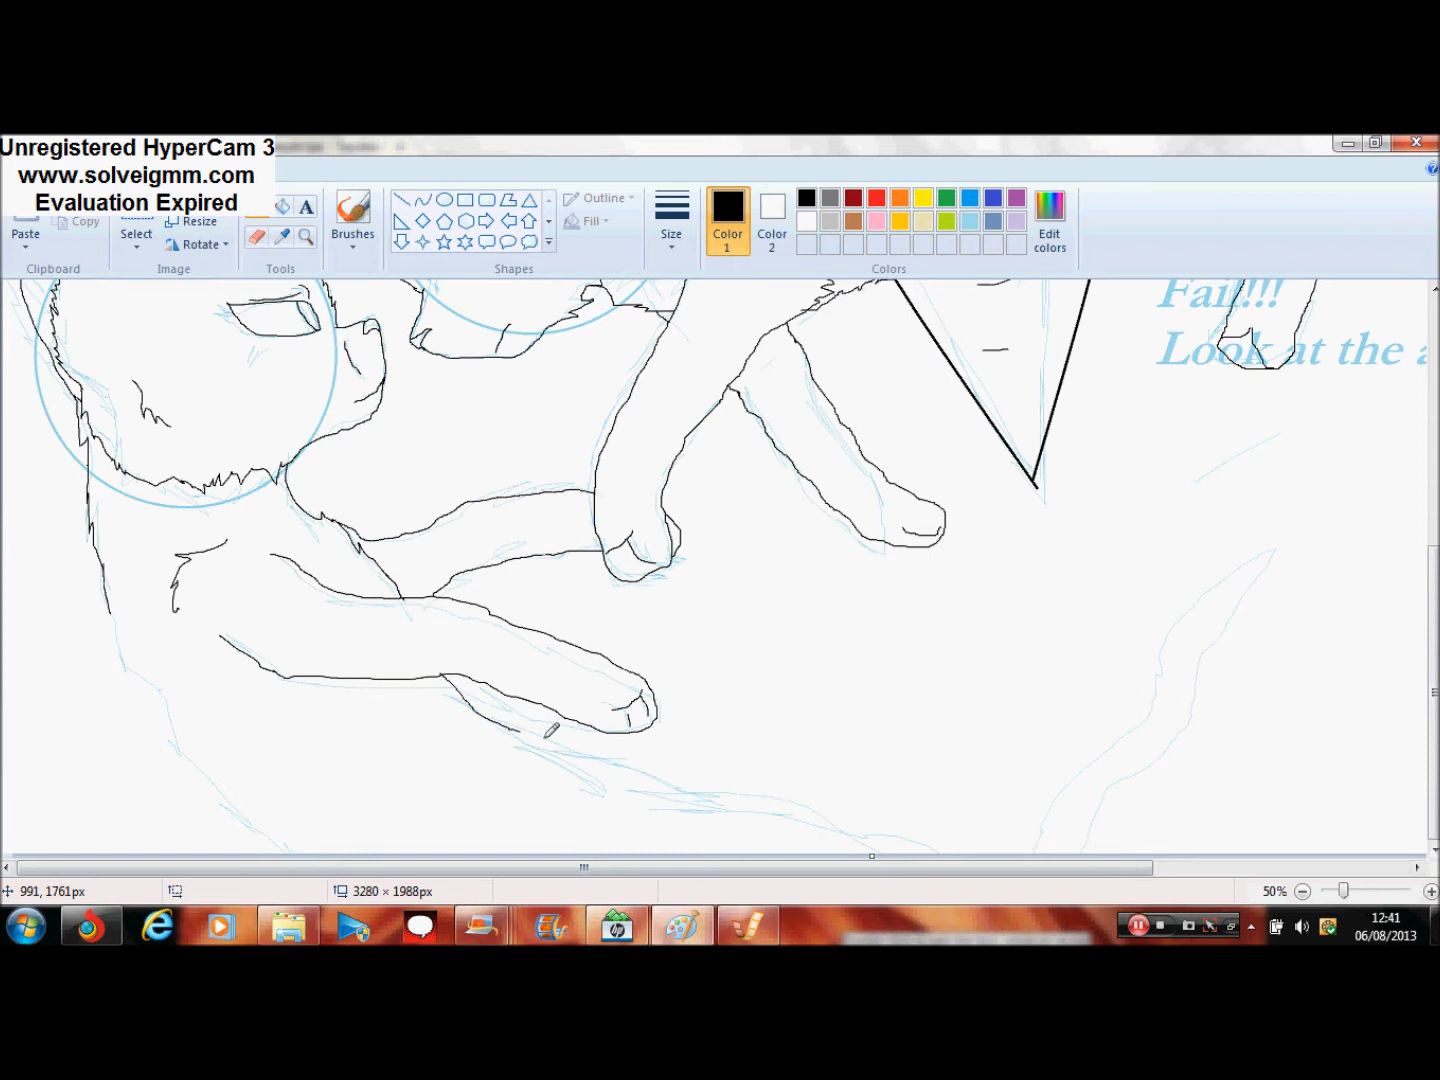 Unregistered HyperCam 3
www.solveigmm.com
Evaluation Expired
Paste
Copy
Clipboard
Select
Resize
Rotate
Image
A
Tools
Brushes
Outline
Fill
Shapes
Size
Color 1
Color 2
Edit colors
Colors
Fail!!!
Look at the a
991, 1761px
3280 × 1988px
50%
12:41
06/08/2013